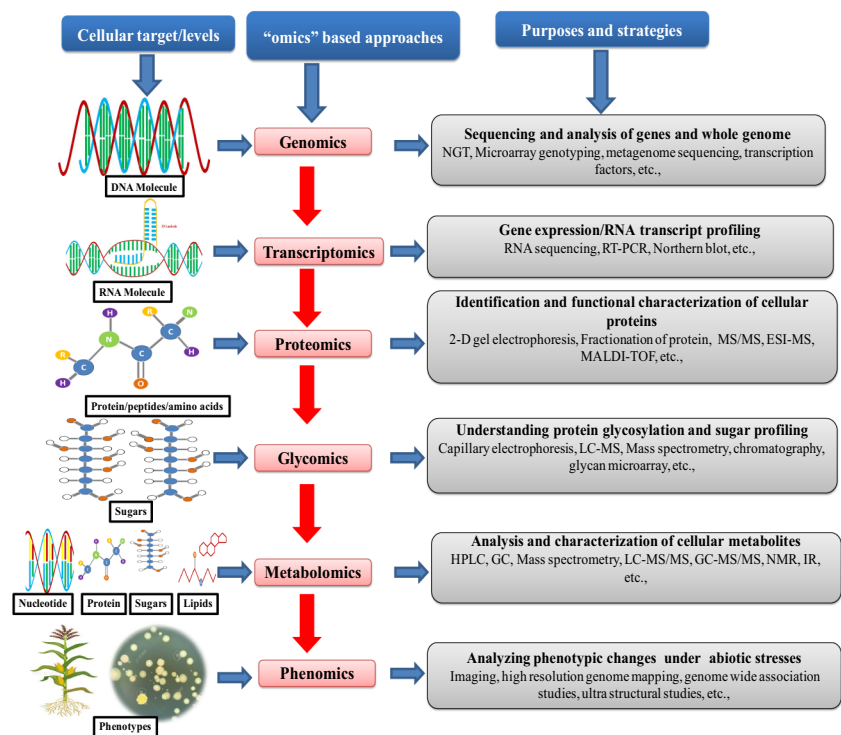 Cellular target/levels
“omics” based approaches
Purposes and strategies
DNA Molecule
Genomics
Sequencing and analysis of genes and whole genome
NGT, Microarray genotyping, metagenome sequencing, transcription
factors, etc.,
RNA Molecule
Transcriptomics
Gene expression/RNA transcript profiling
RNA sequencing, RT-PCR, Northern blot, etc.,
H
R
N
C
R
C
H
C
H
O
Protein/peptides/amino acids
Proteomics
Identification and functional characterization of cellular
proteins
2-D gel electrophoresis, Fractionation of protein, MS/MS, ESI-MS,
MALDI-TOF, etc.,
Sugars
Glycomics
Understanding protein glycosylation and sugar profiling
Capillary electrophoresis, LC-MS, Mass spectrometry, chromatography,
glycan microarray, etc.,
Nucleotide
Protein
Sugars
Lipids
Metabolomics
Analysis and characterization of cellular metabolites
HPLC, GC, Mass spectrometry, LC-MS/MS, GC-MS/MS, NMR, IR,
etc.,
Phenotypes
Phenomics
Analyzing phenotypic changes under abiotic stresses
Imaging, high resolution genome mapping, genome wide association
studies, ultra structural studies, etc.,